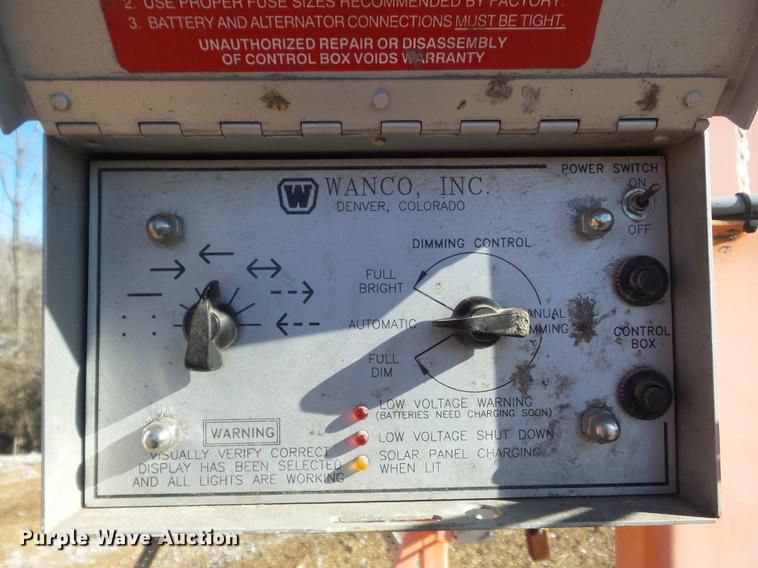 2. USE PROPER FUSE SIZES RECOMMENDED BY FACTORY.
3. BATTERY AND ALTERNATOR CONNECTIONS MUST BE TIGHT.
UNAUTHORIZED REPAIR OR DISASSEMBLY
OF CONTROL BOX VOIDS WARRANTY
W WANCO, INC.
DENVER, COLORADO
POWER SWITCH
ON
OFF
DIMMING CONTROL
FULL
BRIGHT
AUTOMATIC
FULL
DIM
ANUAL
MMING
CONTROL
BOX
LOW VOLTAGE WARNING
(BATTERIES NEED CHARGING SOON)
LOW VOLTAGE SHUT DOWN
SOLAR PANEL CHARGING
WHEN LIT
WARNING
VISUALLY VERIFY CORRECT
DISPLAY HAS BEEN SELECTED
AND ALL LIGHTS ARE WORKING
Purple Wave Auction